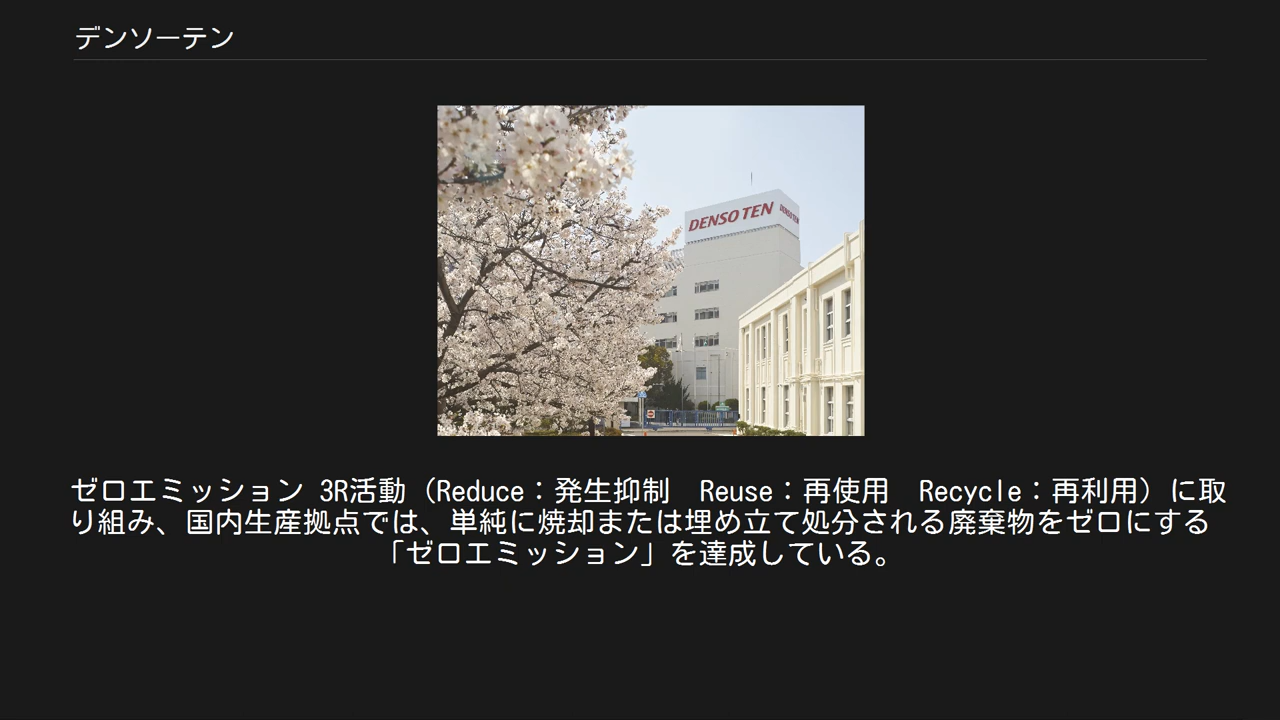 デンソーテン
DENSO TEN
DENSO TEN
ゼロエミッション 3R活動（Reduce：発生抑制　Reuse：再使用　Recycle：再利用）に取
り組み、国内生産拠点では、単純に焼却または埋め立て処分される廃棄物をゼロにする
「ゼロエミッション」を達成している。